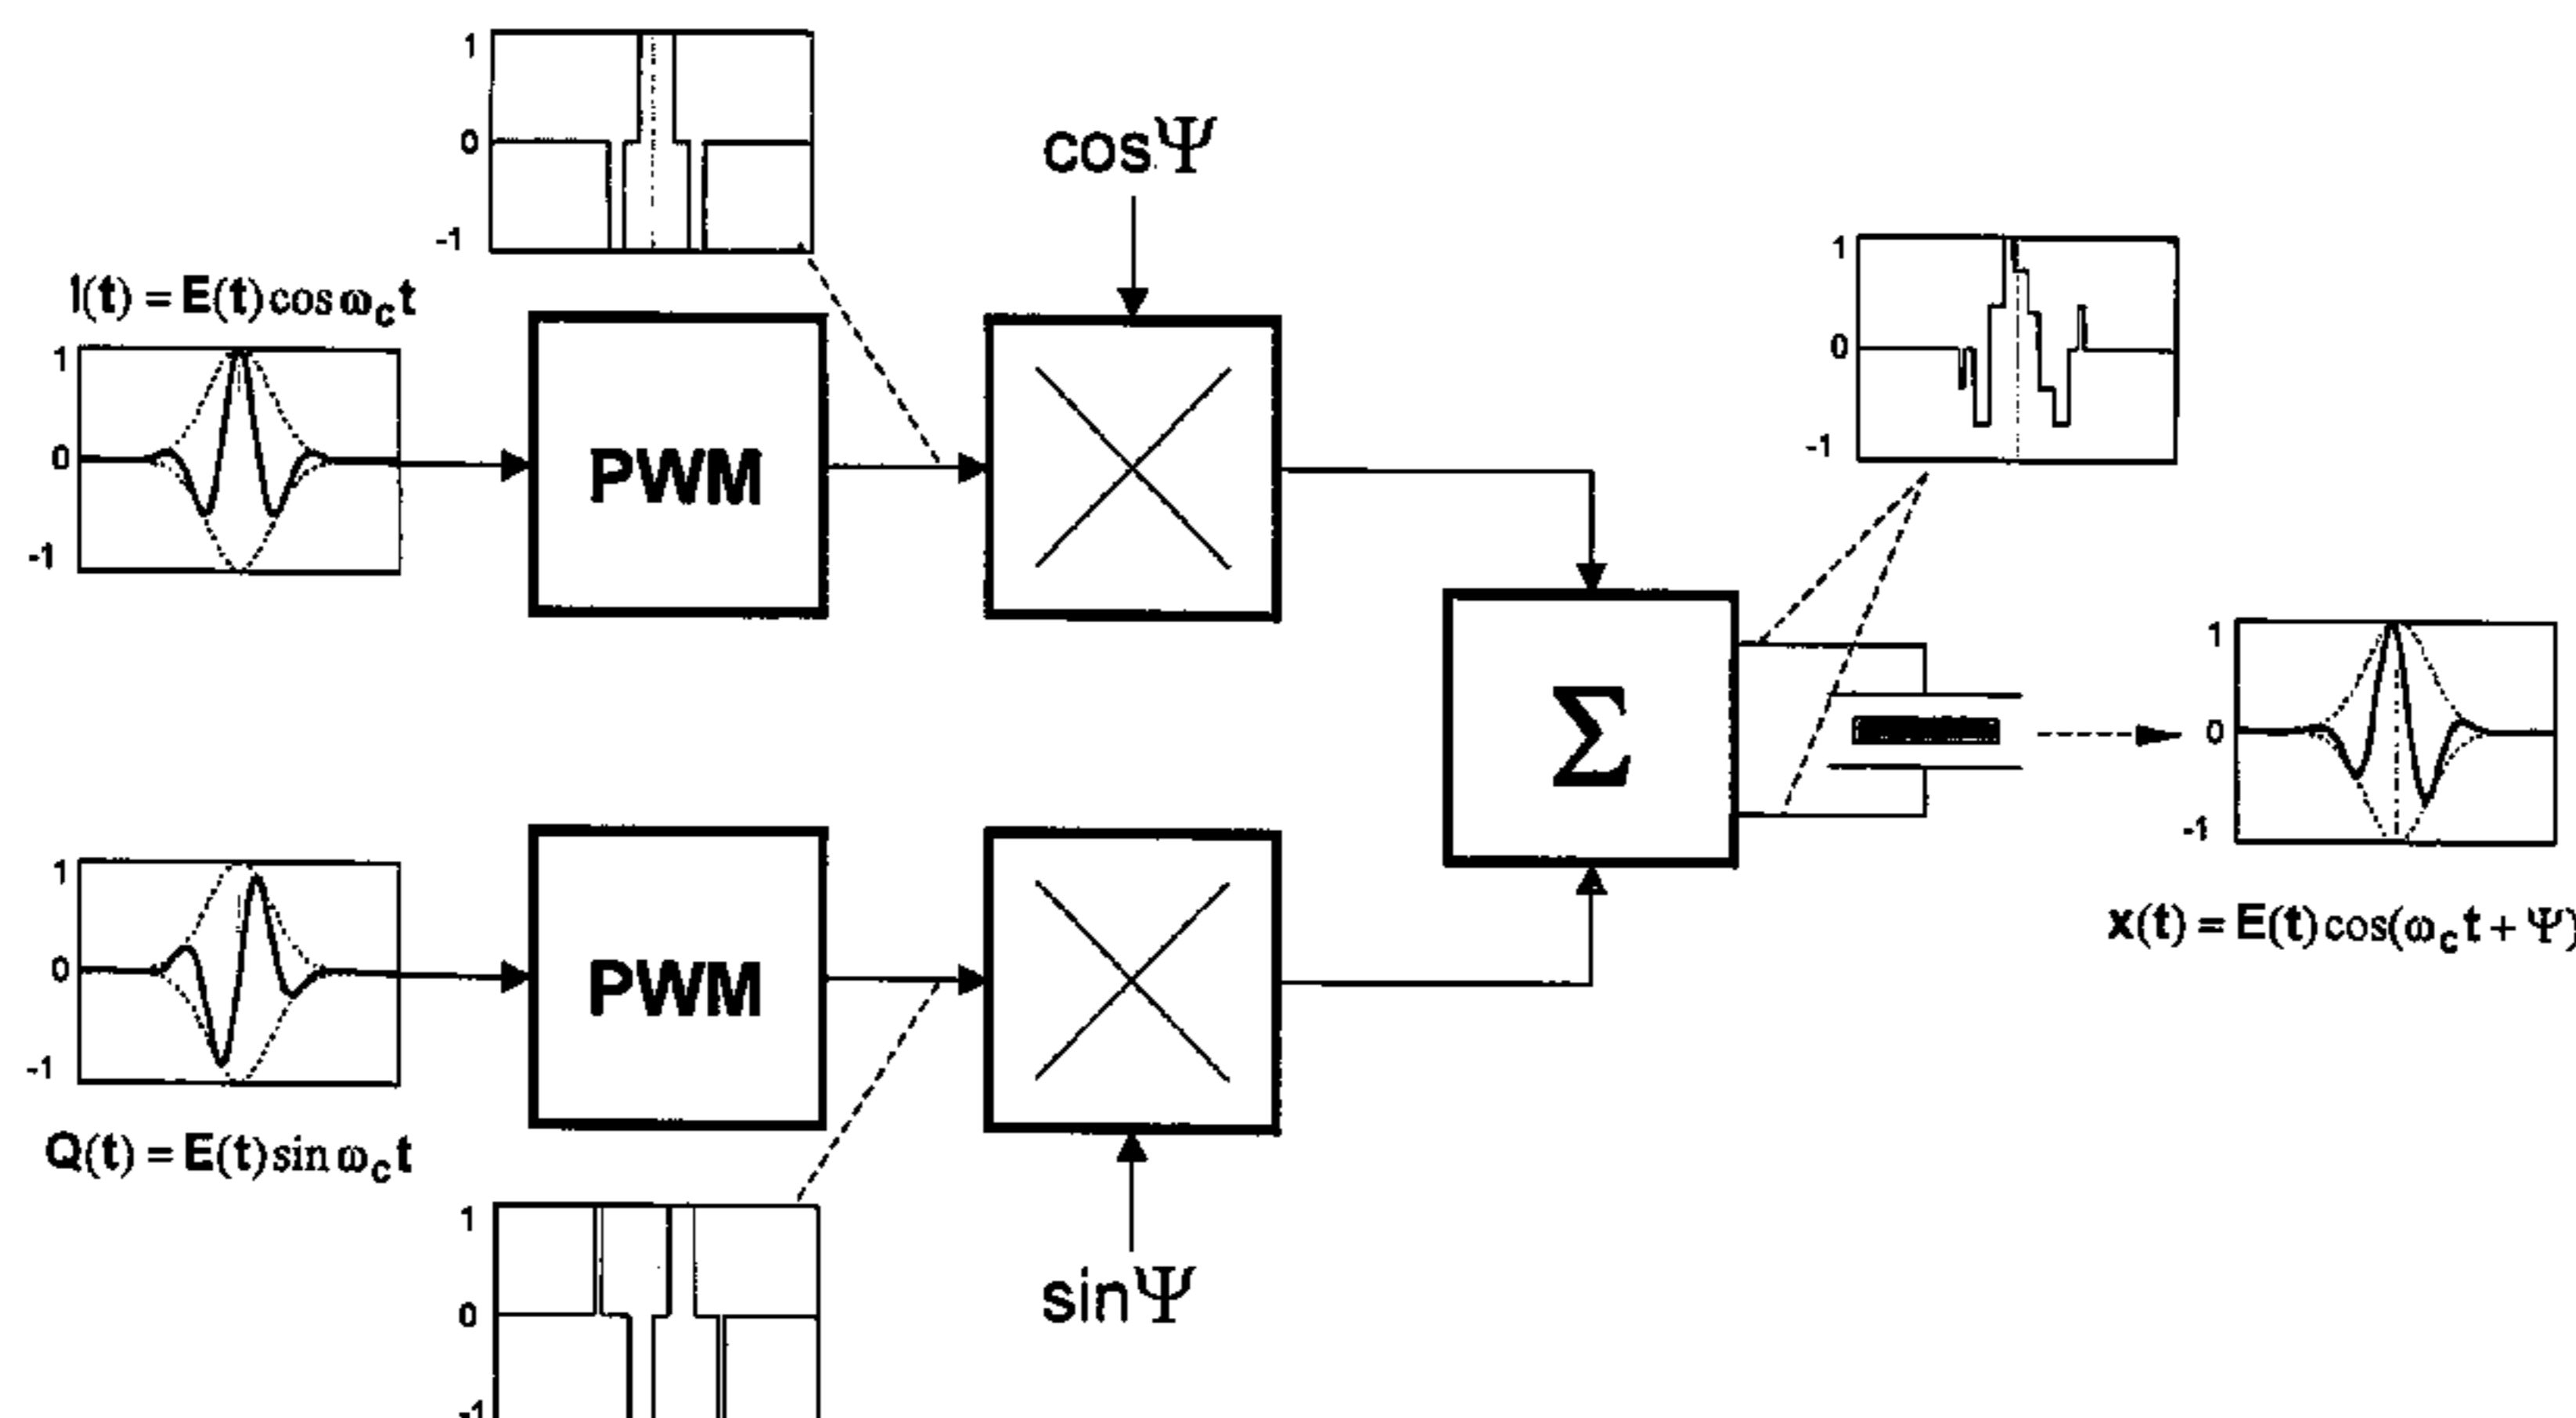 1
0
-1
cosΨ
I(t) = E(t) cos ω_c t
1
0
-1
PWM
1
0
-1
Σ
1
0
-1
x(t) = E(t) cos(ω_c t + Ψ)
1
0
-1
PWM
Q(t) = E(t) sin ω_c t
1
0
-1
sinΨ